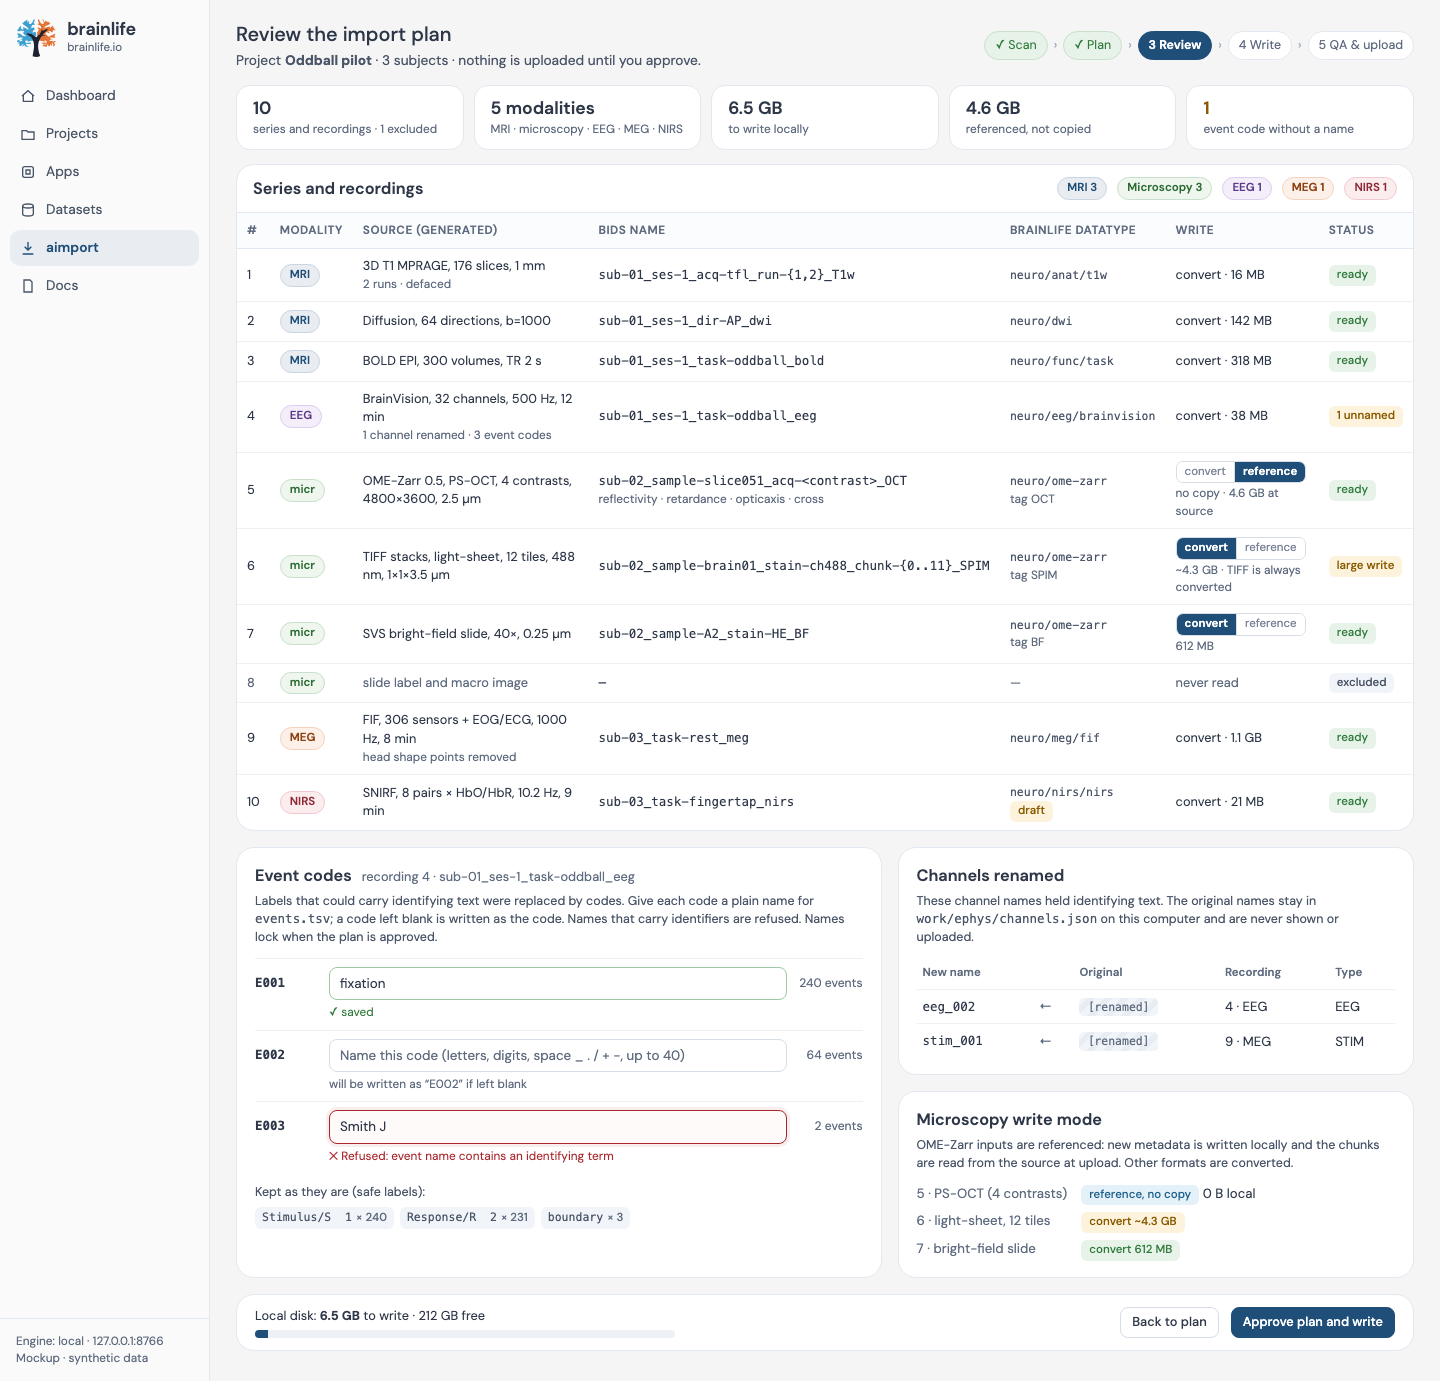 brainlife
brainlife.io
Dashboard
Projects
Apps
Datasets
aimport
Docs
Engine: local · 127.0.0.1:8766
Mockup · synthetic data
Review the import plan
Project Oddball pilot · 3 subjects · nothing is uploaded until you approve.
✓ Scan › ✓ Plan › 3 Review › 4 Write › 5 QA & upload
10
series and recordings · 1 excluded
5 modalities
MRI · microscopy · EEG · MEG · NIRS
6.5 GB
to write locally
4.6 GB
referenced, not copied
1
event code without a name
Series and recordings
MRI 3 Microscopy 3 EEG 1 MEG 1 NIRS 1
# MODALITY SOURCE (GENERATED) BIDS NAME BRAINLIFE DATATYPE WRITE STATUS
1 MRI 3D T1 MPRAGE, 176 slices, 1 mm sub-01_ses-1_acq-tfl_run-{1,2}_T1w neuro/anat/t1w convert · 16 MB ready
2 runs · defaced
2 MRI Diffusion, 64 directions, b=1000 sub-01_ses-1_dir-AP_dwi neuro/dwi convert · 142 MB ready
3 MRI BOLD EPI, 300 volumes, TR 2 s sub-01_ses-1_task-oddball_bold neuro/func/task convert · 318 MB ready
4 EEG BrainVision, 32 channels, 500 Hz, 12 sub-01_ses-1_task-oddball_eeg neuro/eeg/brainvision convert · 38 MB 1 unnamed
min
1 channel renamed · 3 event codes
5 micr OME-Zarr 0.5, PS-OCT, 4 contrasts, sub-02_sample-slice051_acq-<contrast>_OCT neuro/ome-zarr convert reference ready
4800×3600, 2.5 µm reflectivity · retardance · opticaxis · cross tag OCT no copy · 4.6 GB at
source
6 micr TIFF stacks, light-sheet, 12 tiles, 488 sub-02_sample-brain01_stain-ch488_chunk-{0..11}_SPIM neuro/ome-zarr convert reference large write
nm, 1×1×3.5 µm tag SPIM ~4.3 GB · TIFF is always
converted
7 micr SVS bright-field slide, 40×, 0.25 µm sub-02_sample-A2_stain-HE_BF neuro/ome-zarr convert reference ready
tag BF 612 MB
8 micr slide label and macro image — — never read excluded
9 MEG FIF, 306 sensors + EOG/ECG, 1000 sub-03_task-rest_meg neuro/meg/fif convert · 1.1 GB ready
Hz, 8 min
head shape points removed
10 NIRS SNIRF, 8 pairs × HbO/HbR, 10.2 Hz, 9 sub-03_task-fingertap_nirs neuro/nirs/nirs convert · 21 MB ready
min draft
Event codes recording 4 · sub-01_ses-1_task-oddball_eeg
Labels that could carry identifying text were replaced by codes. Give each code a plain name for
events.tsv; a code left blank is written as the code. Names that carry identifiers are refused. Names
lock when the plan is approved.
E001 fixation 240 events
✓ saved
E002 Name this code (letters, digits, space _ . / + -, up to 40) 64 events
will be written as “E002” if left blank
E003 Smith J 2 events
✕ Refused: event name contains an identifying term
Kept as they are (safe labels):
Stimulus/S  1 × 240 Response/R  2 × 231 boundary × 3
Channels renamed
These channel names held identifying text. The original names stay in
work/ephys/channels.json on this computer and are never shown or
uploaded.
New name Original Recording Type
eeg_002 ← [renamed] 4 · EEG EEG
stim_001 ← [renamed] 9 · MEG STIM
Microscopy write mode
OME-Zarr inputs are referenced: new metadata is written locally and the chunks
are read from the source at upload. Other formats are converted.
5 · PS-OCT (4 contrasts) reference, no copy 0 B local
6 · light-sheet, 12 tiles convert ~4.3 GB
7 · bright-field slide convert 612 MB
Local disk: 6.5 GB to write · 212 GB free
Back to plan Approve plan and write